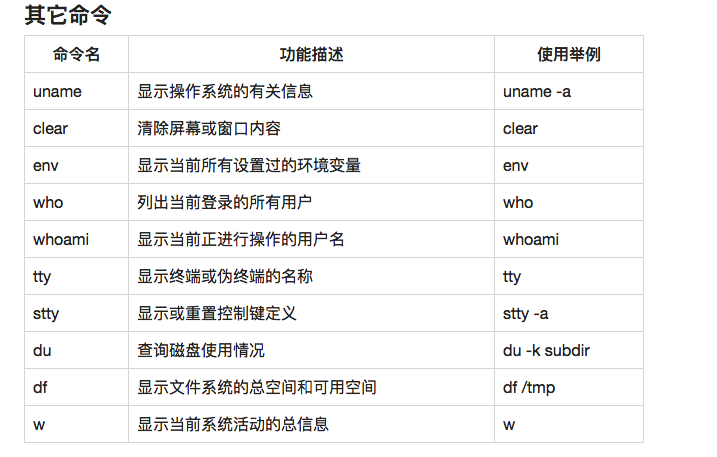 其它命令
命令名 功能描述 使用举例
uname 显示操作系统的有关信息 uname -a
clear 清除屏幕或窗口内容 clear
env 显示当前所有设置过的环境变量 env
who 列出当前登录的所有用户 who
whoami 显示当前正进行操作的用户名 whoami
tty 显示终端或伪终端的名称 tty
stty 显示或重置控制键定义 stty -a
du 查询磁盘使用情况 du -k subdir
df 显示文件系统的总空间和可用空间 df /tmp
w 显示当前系统活动的总信息 w